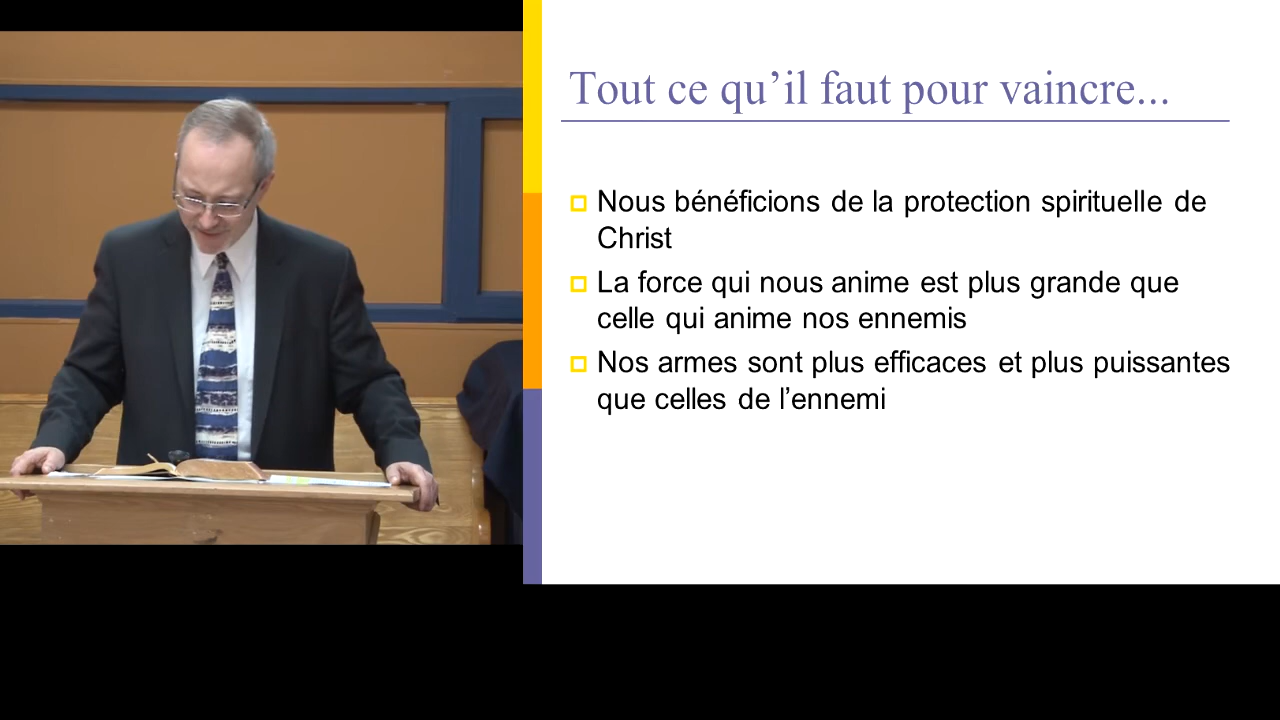 Tout ce qu’il faut pour vaincre...
Nous bénéficions de la protection spirituelle de
Christ
La force qui nous anime est plus grande que
celle qui anime nos ennemis
Nos armes sont plus efficaces et plus puissantes
que celles de l’ennemi